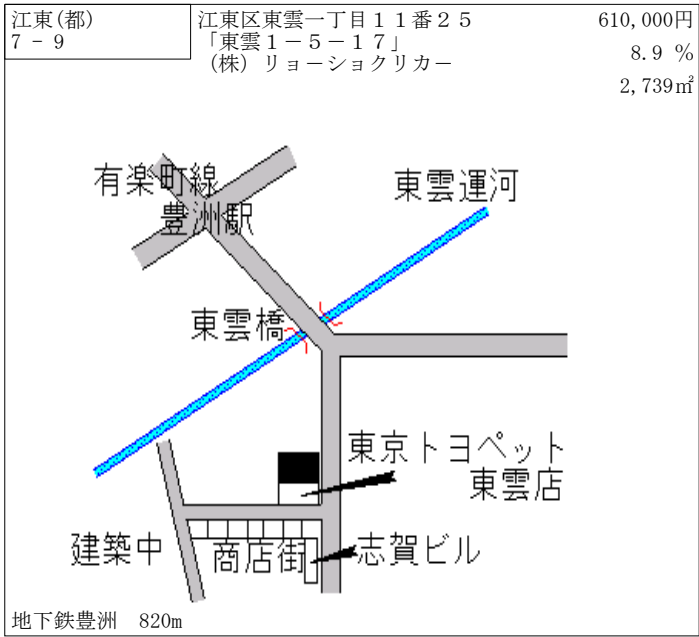 江東(都)
7 - 9
江東区東雲一丁目１１番２５
「東雲１－５－１７」
(株) リョーショクリカー
610,000円
8.9 %
2,739㎡
有楽町線
豊洲駅
東雲運河
東雲橋
東京トヨペット
東雲店
建築中
商店街
志賀ビル
地下鉄豊洲　820m